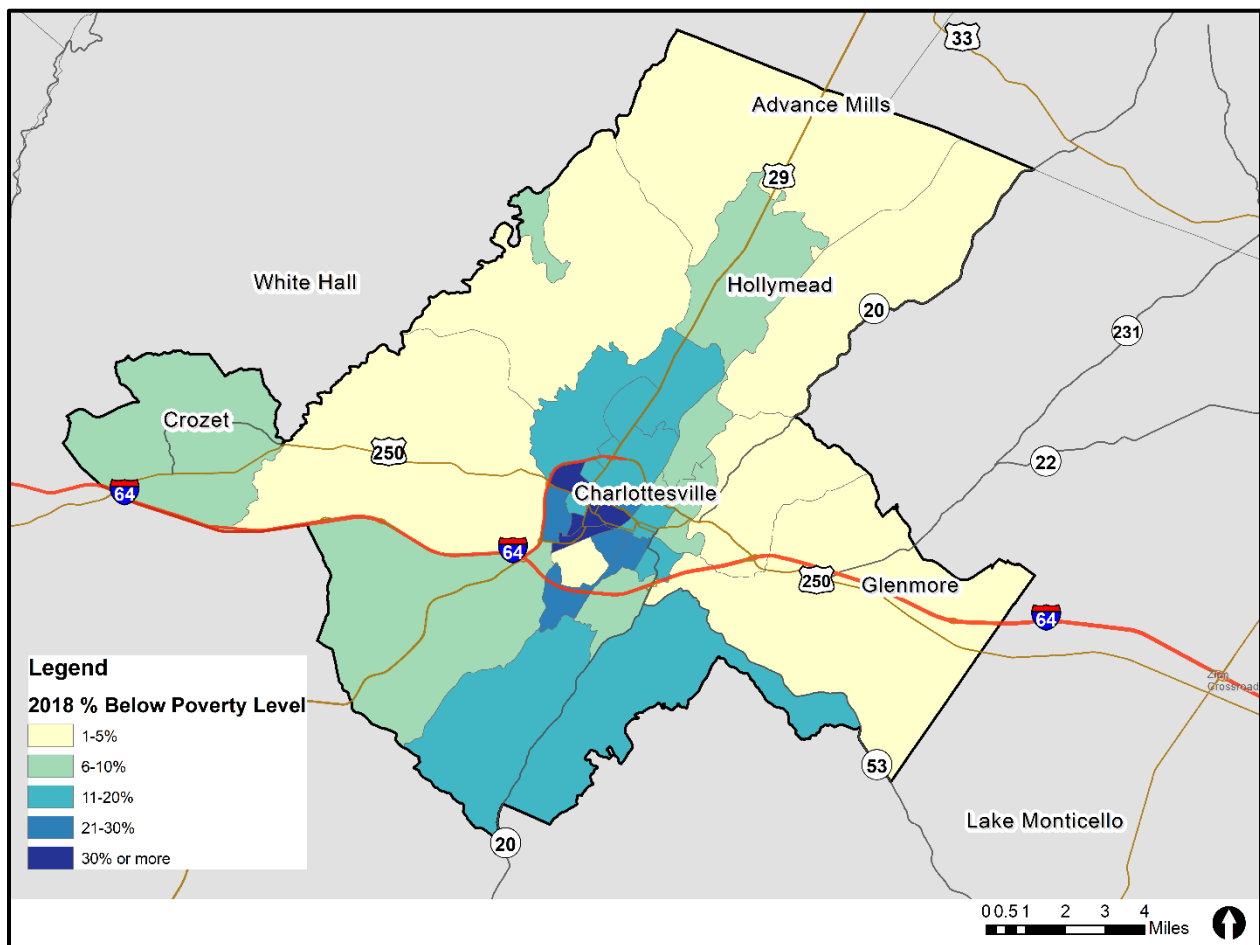 33
Advance Mills
29
White Hall
Hollymead
20
231
Crozet
250
22
64
Charlottesville
64
250
Glenmore
64
Legend
2018 % Below Poverty Level
1-5%
6-10%
11-20%
21-30%
30% or more
Zion
Crossroad
53
Lake Monticello
20
0 0.5 1 2 3 4
Miles